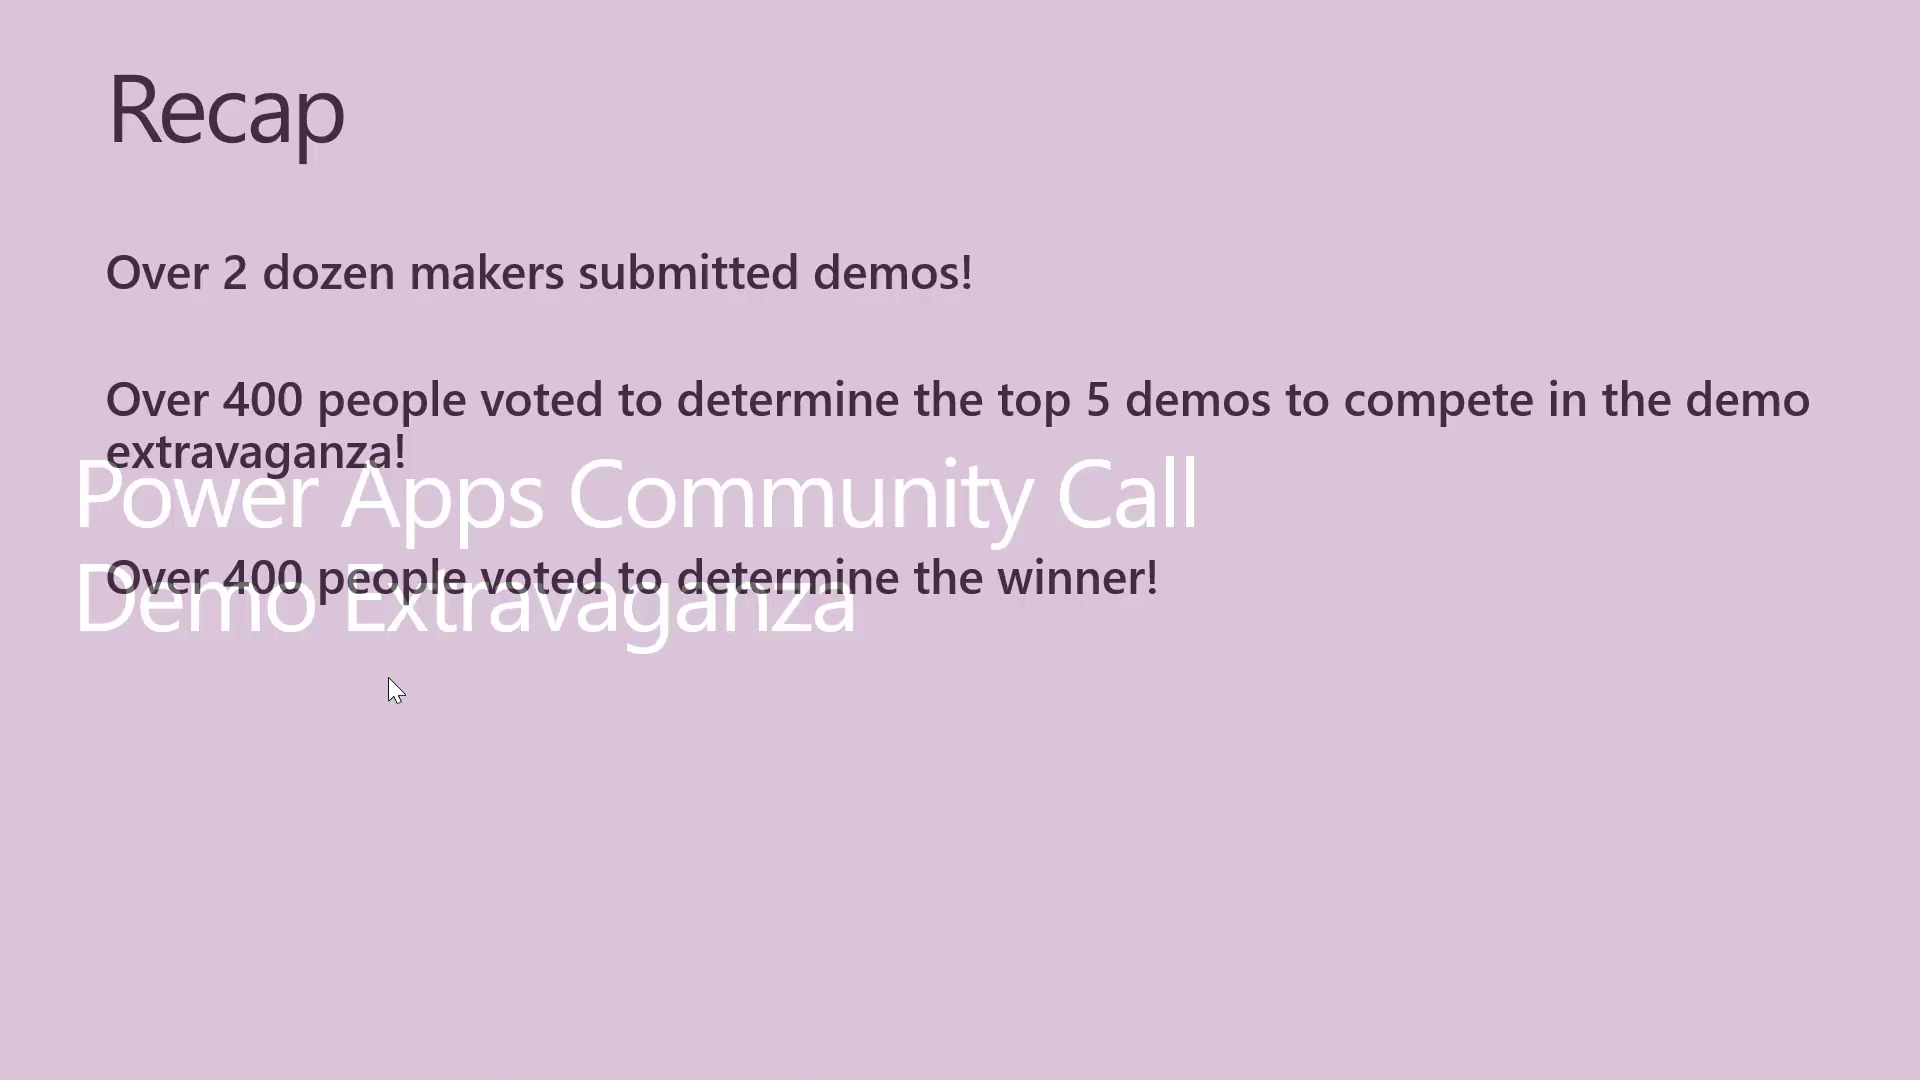 Recap
Over 2 dozen makers submitted demos!
Over 400 people voted to determine the top 5 demos to compete in the demo
extravaganza!
Power Apps Community Call
Over 400 people voted to determine the winner!
Demo Extravaganza